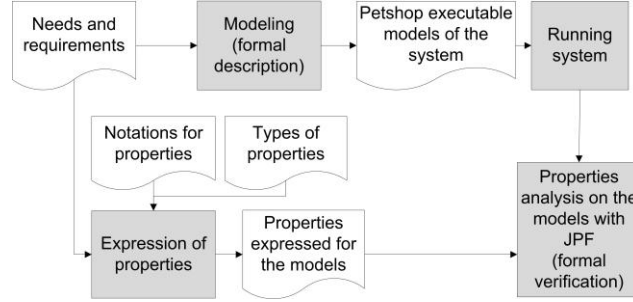 Needs and
requirements
Modeling
(formal
description)
Petshop executable
models of the
system
Running
system
Notations for
properties
Types of
properties
Expression of
properties
Properties
expressed for
the models
Properties
analysis on the
models with
JPF
(formal
verification)